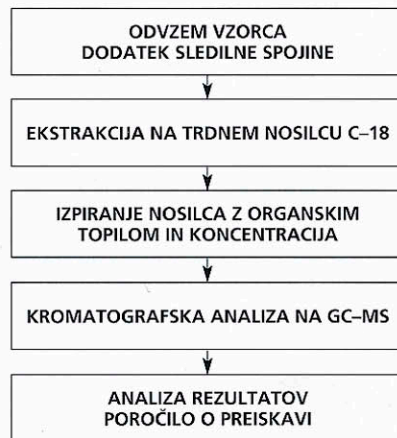 ODVZEM VZORCA
DODATEK SLEDILNE SPOJINE
EKSTRAKCIJA NA TRDNEM NOSILCU C–18
IZPIRANJE NOSILCA Z ORGANSKIM
TOPILOM IN KONCENTRACIJA
KROMATOGRAFSKA ANALIZA NA GC–MS
ANALIZA REZULTATOV
POROČILO O PREISKAVI